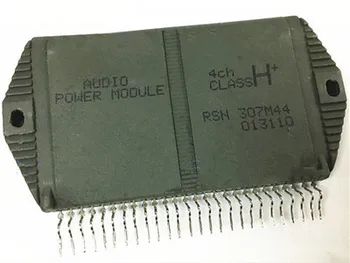 AUDIO
POWER MODULE
4ch
CLASS H+
RSN 307M44
013110